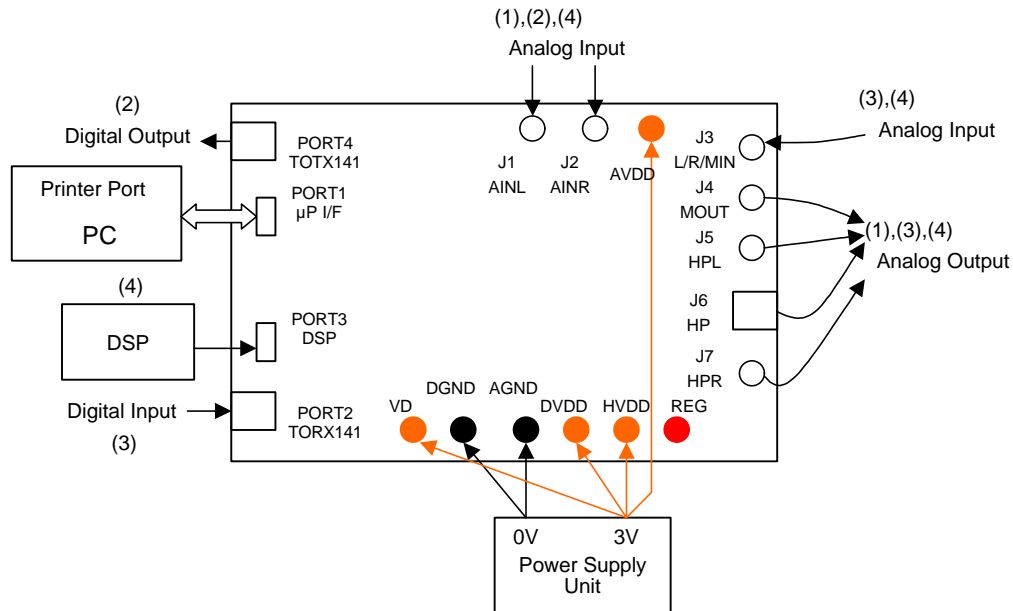 (1),(2),(4)
Analog Input
(2)
Digital Output
PORT4
TOTX141
J1
AINL
J2
AINR
AVDD
J3
L/R/MIN
(3),(4)
Analog Input
Printer Port
PC
PORT1
µP I/F
J4
MOUT
J5
HPL
(1),(3),(4)
Analog Output
(4)
DSP
PORT3
DSP
J6
HP
J7
HPR
Digital Input
(3)
PORT2
TORX141
VD
DGND
AGND
DVDD
HVDD
REG
0V
3V
Power Supply
Unit